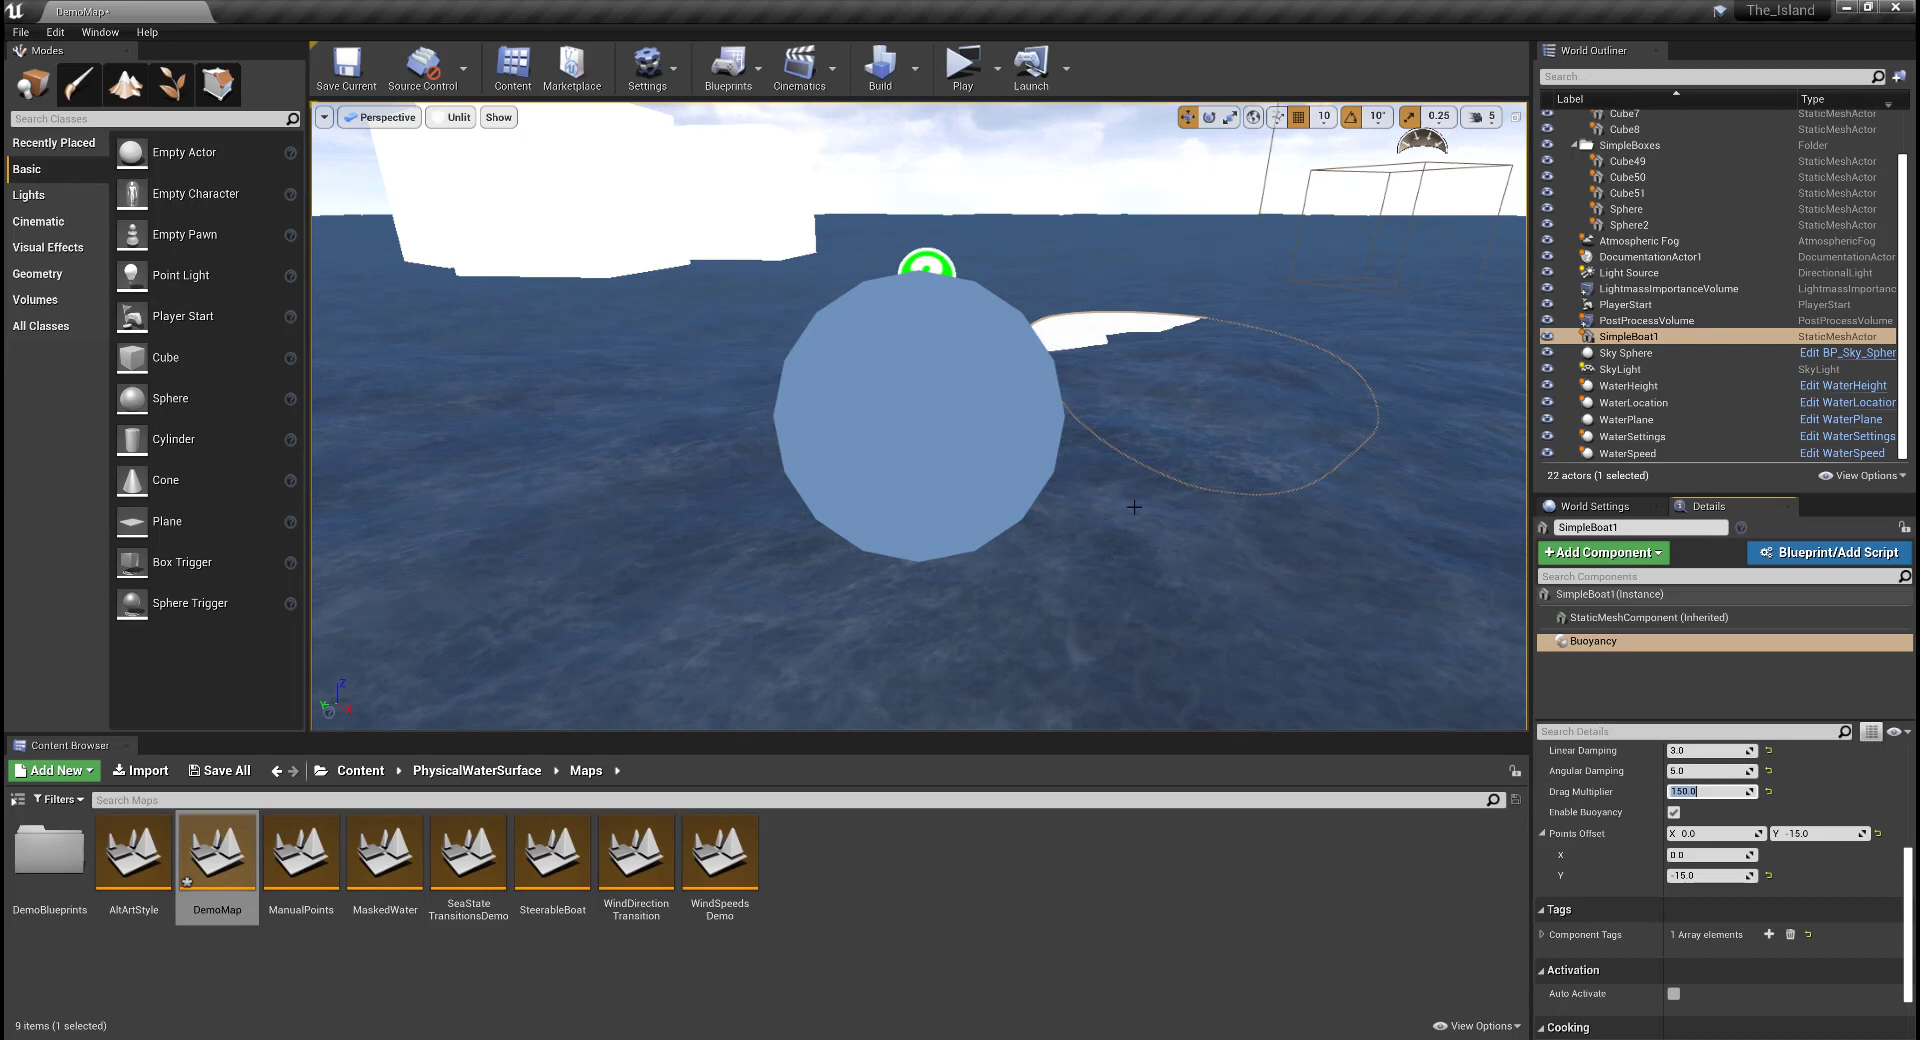 DemoMap*
The_Island
File Edit Window Help
Modes
Search Classes
Recently Placed
Basic
Lights
Cinematic
Visual Effects
Geometry
Volumes
All Classes
Empty Actor
Empty Character
Empty Pawn
Point Light
Player Start
Cube
Sphere
Cylinder
Cone
Plane
Box Trigger
Sphere Trigger
Save Current Source Control Content Marketplace Settings Blueprints Cinematics Build Play Launch
Perspective Unlit Show
10 10° 0.25 5
Z
Y X
World Outliner
Search...
Label Type
Cube7 StaticMeshActor
Cube8 StaticMeshActor
SimpleBoxes Folder
Cube49 StaticMeshActor
Cube50 StaticMeshActor
Cube51 StaticMeshActor
Sphere StaticMeshActor
Sphere2 StaticMeshActor
Atmospheric Fog AtmosphericFog
DocumentationActor1 DocumentationActor
Light Source DirectionalLight
LightmassImportanceVolume LightmassImportanc
PlayerStart PlayerStart
PostProcessVolume PostProcessVolume
SimpleBoat1 StaticMeshActor
Sky Sphere Edit BP_Sky_Spher
SkyLight SkyLight
WaterHeight Edit WaterHeight
WaterLocation Edit WaterLocation
WaterPlane Edit WaterPlane
WaterSettings Edit WaterSettings
WaterSpeed Edit WaterSpeed
22 actors (1 selected) View Options
World Settings Details
SimpleBoat1
+Add Component Blueprint/Add Script
Search Components
SimpleBoat1(Instance)
StaticMeshComponent (Inherited)
Buoyancy
Search Details
Linear Damping 3.0
Angular Damping 5.0
Drag Multiplier 150.0
Enable Buoyancy
Points Offset X 0.0 Y -15.0
X 0.0
Y -15.0
Tags
Component Tags 1 Array elements
Activation
Auto Activate
Cooking
Content Browser
Add New Import Save All Content PhysicalWaterSurface Maps
Filters Search Maps
DemoBlueprints
AltArtStyle
DemoMap
ManualPoints
MaskedWater
SeaState
TransitionsDemo
SteerableBoat
WindDirection
Transition
WindSpeeds
Demo
9 items (1 selected) View Options